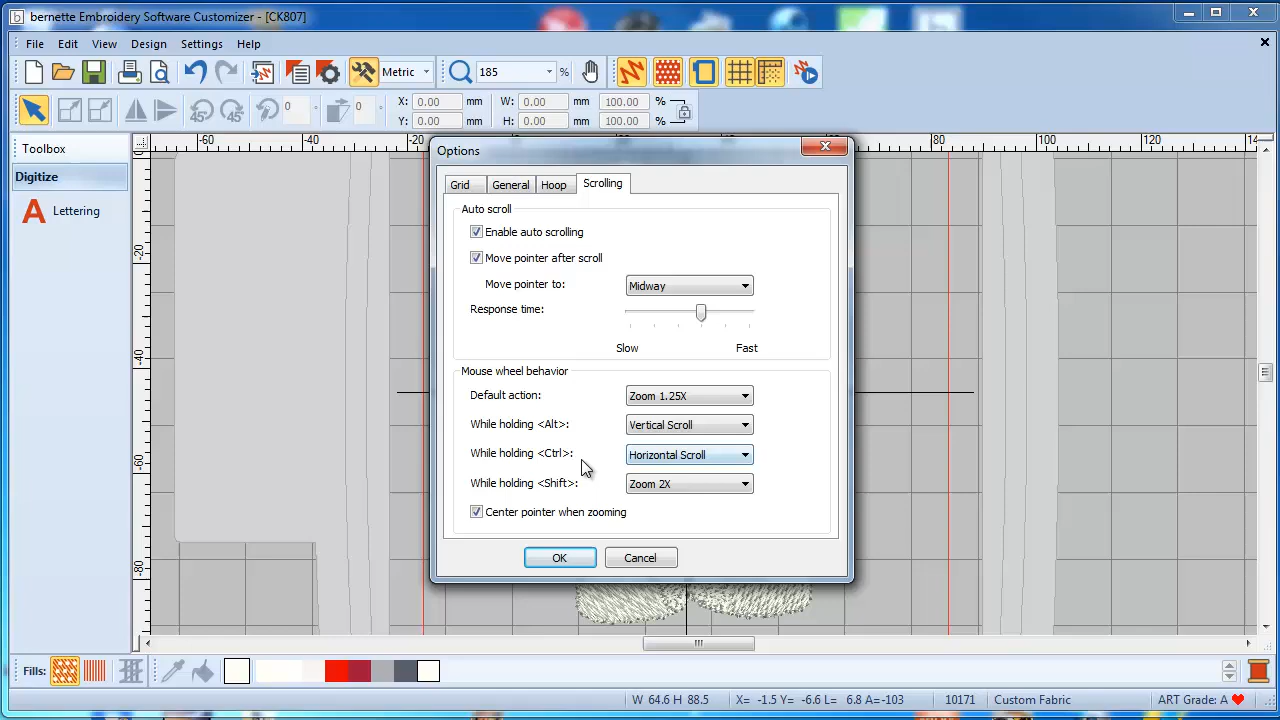 bernette Embroidery Software Customizer - [CK807]
File Edit View Design Settings Help
Metric 185 %
45 45 0 ° 0 ° X: 0.00 mm W: 0.00 mm 100.00 %
Y: 0.00 mm H: 0.00 mm 100.00 %
Toolbox
Digitize
Lettering
-60 -40 -20 80 100 120
-20
-40
-60
-80
Options
Grid General Hoop Scrolling
Auto scroll
Enable auto scrolling
Move pointer after scroll
Move pointer to: Midway
Response time:
Slow Fast
Mouse wheel behavior
Default action: Zoom 1.25X
While holding <Alt>: Vertical Scroll
While holding <Ctrl>: Horizontal Scroll
While holding <Shift>: Zoom 2X
Center pointer when zooming
OK Cancel
Fills:
W 64.6 H 88.5 X= -1.5 Y= -6.6 L= 6.8 A=-103 10171 Custom Fabric ART Grade: A